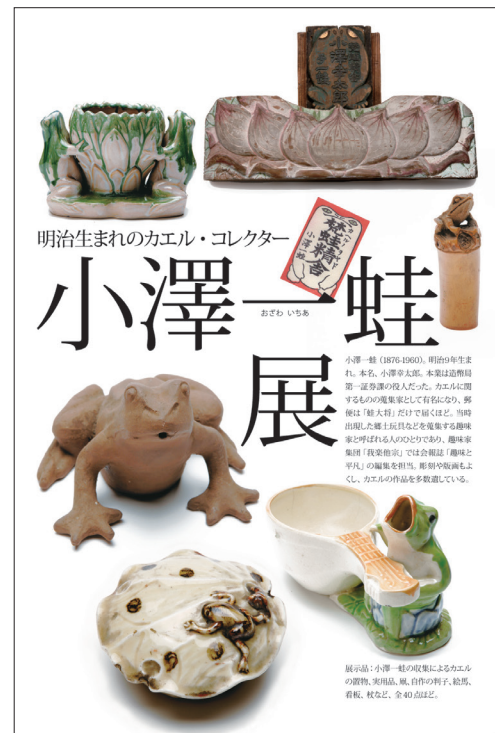 明治生まれのカエル・コレクター
小澤一蛙
おざわ いちあ
展
小澤一蛙(1876-1960)。明治9年生ま
れ。本名、小澤幸太郎。本業は造幣局
第一証券課の役人だった。カエルに関
するものの蒐集家として有名になり、郵
便は「蛙大将」だけで届くほど。当時
出現した郷土玩具などを蒐集する趣味
家と呼ばれる人のひとりであり、趣味家
集団「我楽他宗」では会報誌「趣味と
平凡」の編集を担当。彫刻や版画もよ
くし、カエルの作品を多数遺している。
展示品:小澤一蛙の収集によるカエル
の置物、実用品、凧、自作の判子、絵馬、
看板、杖など、全40点ほど。